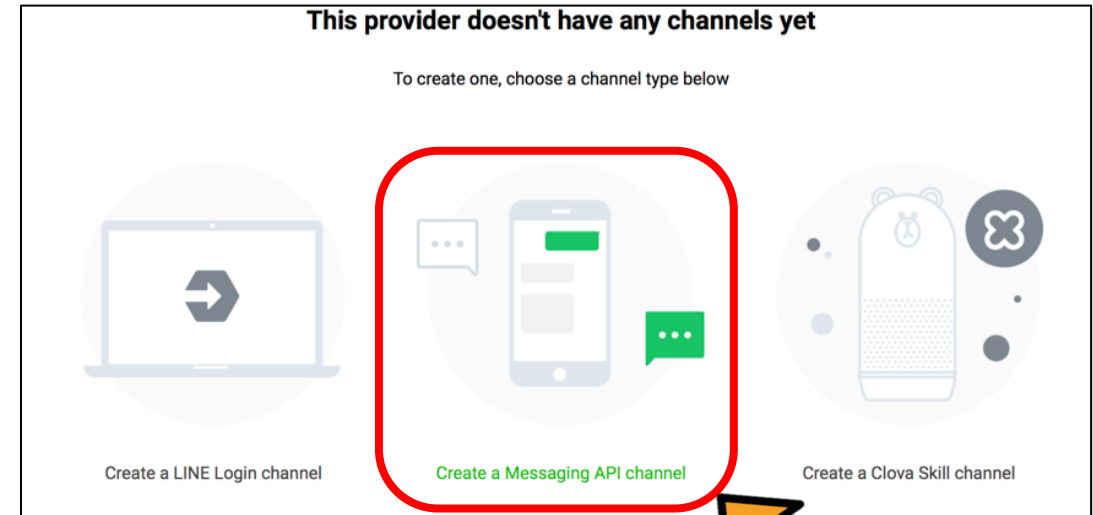 This provider doesn't have any channels yet
To create one, choose a channel type below
Create a LINE Login channel
Create a Messaging API channel
Create a Clova Skill channel